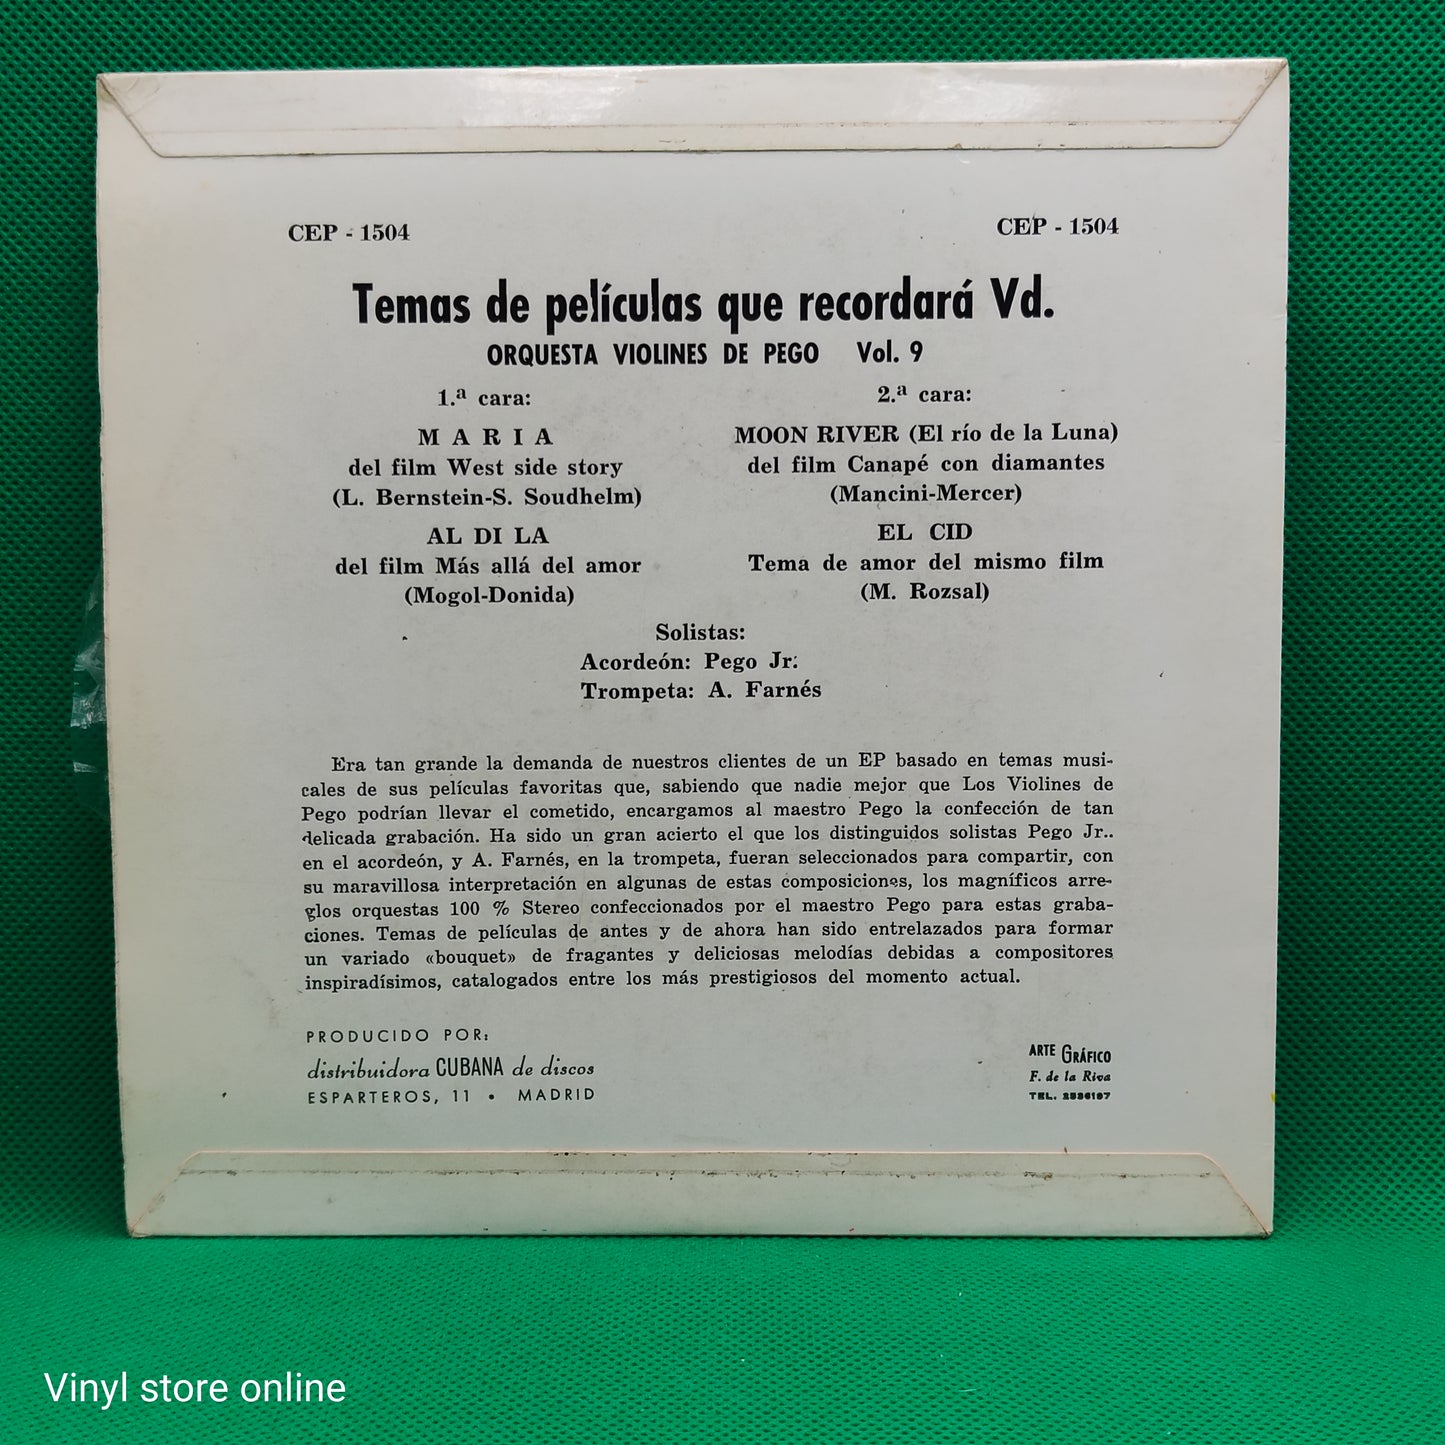 CEP - 1504
CEP - 1504
Temas de películas que recordará Vd.
ORQUESTA VIOLINES DE PEGO Vol. 9
1.ª cara:
MARIA
del film West side story
(L. Bernstein-S. Soudhelm)
AL DI LA
del film Más allá del amor
(Mogol-Donida)
2.ª cara:
MOON RIVER (El río de la Luna)
del film Canapé con diamantes
(Mancini-Mercer)
EL CID
Tema de amor del mismo film
(M. Rozsal)
Solistas:
Acordeón: Pego Jr.
Trompeta: A. Farnés
Era tan grande la demanda de nuestros clientes de un EP basado en temas musi-
cales de sus películas favoritas que, sabiendo que nadie mejor que Los Violines de
Pego podrían llevar el cometido, encargamos al maestro Pego la confección de tan
delicada grabación. Ha sido un gran acierto el que los distinguidos solistas Pego Jr..
en el acordeón, y A. Farnés, en la trompeta, fueran seleccionados para compartir, con
su maravillosa interpretación en algunas de estas composiciones, los magníficos arre-
glos orquestas 100 % Stereo confeccionados por el maestro Pego para estas graba-
ciones. Temas de películas de antes y de ahora han sido entrelazados para formar
un variado «bouquet» de fragantes y deliciosas melodías debidas a compositores
inspiradísimos, catalogados entre los más prestigiosos del momento actual.
PRODUCIDO POR:
distribuidora CUBANA de discos
ESPARTEROS, 11 • MADRID
ARTE GRÁFICO
F. de la Riva
TEL. 2536197
Vinyl store online